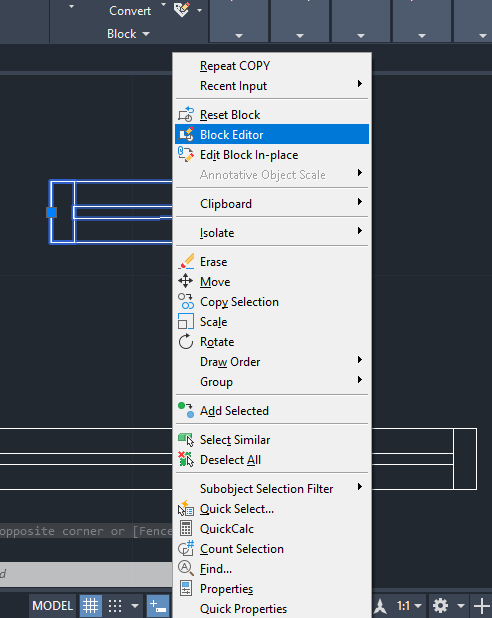 Convert
Block
Repeat COPY
Recent Input
Reset Block
Block Editor
Edit Block In-place
Annotative Object Scale
Clipboard
Isolate
Erase
Move
Copy Selection
Scale
Rotate
Draw Order
Group
Add Selected
Select Similar
Deselect All
Subobject Selection Filter
Quick Select...
QuickCalc
Count Selection
Find...
Properties
Quick Properties
opposite corner or [Fence
d
MODEL
1:1